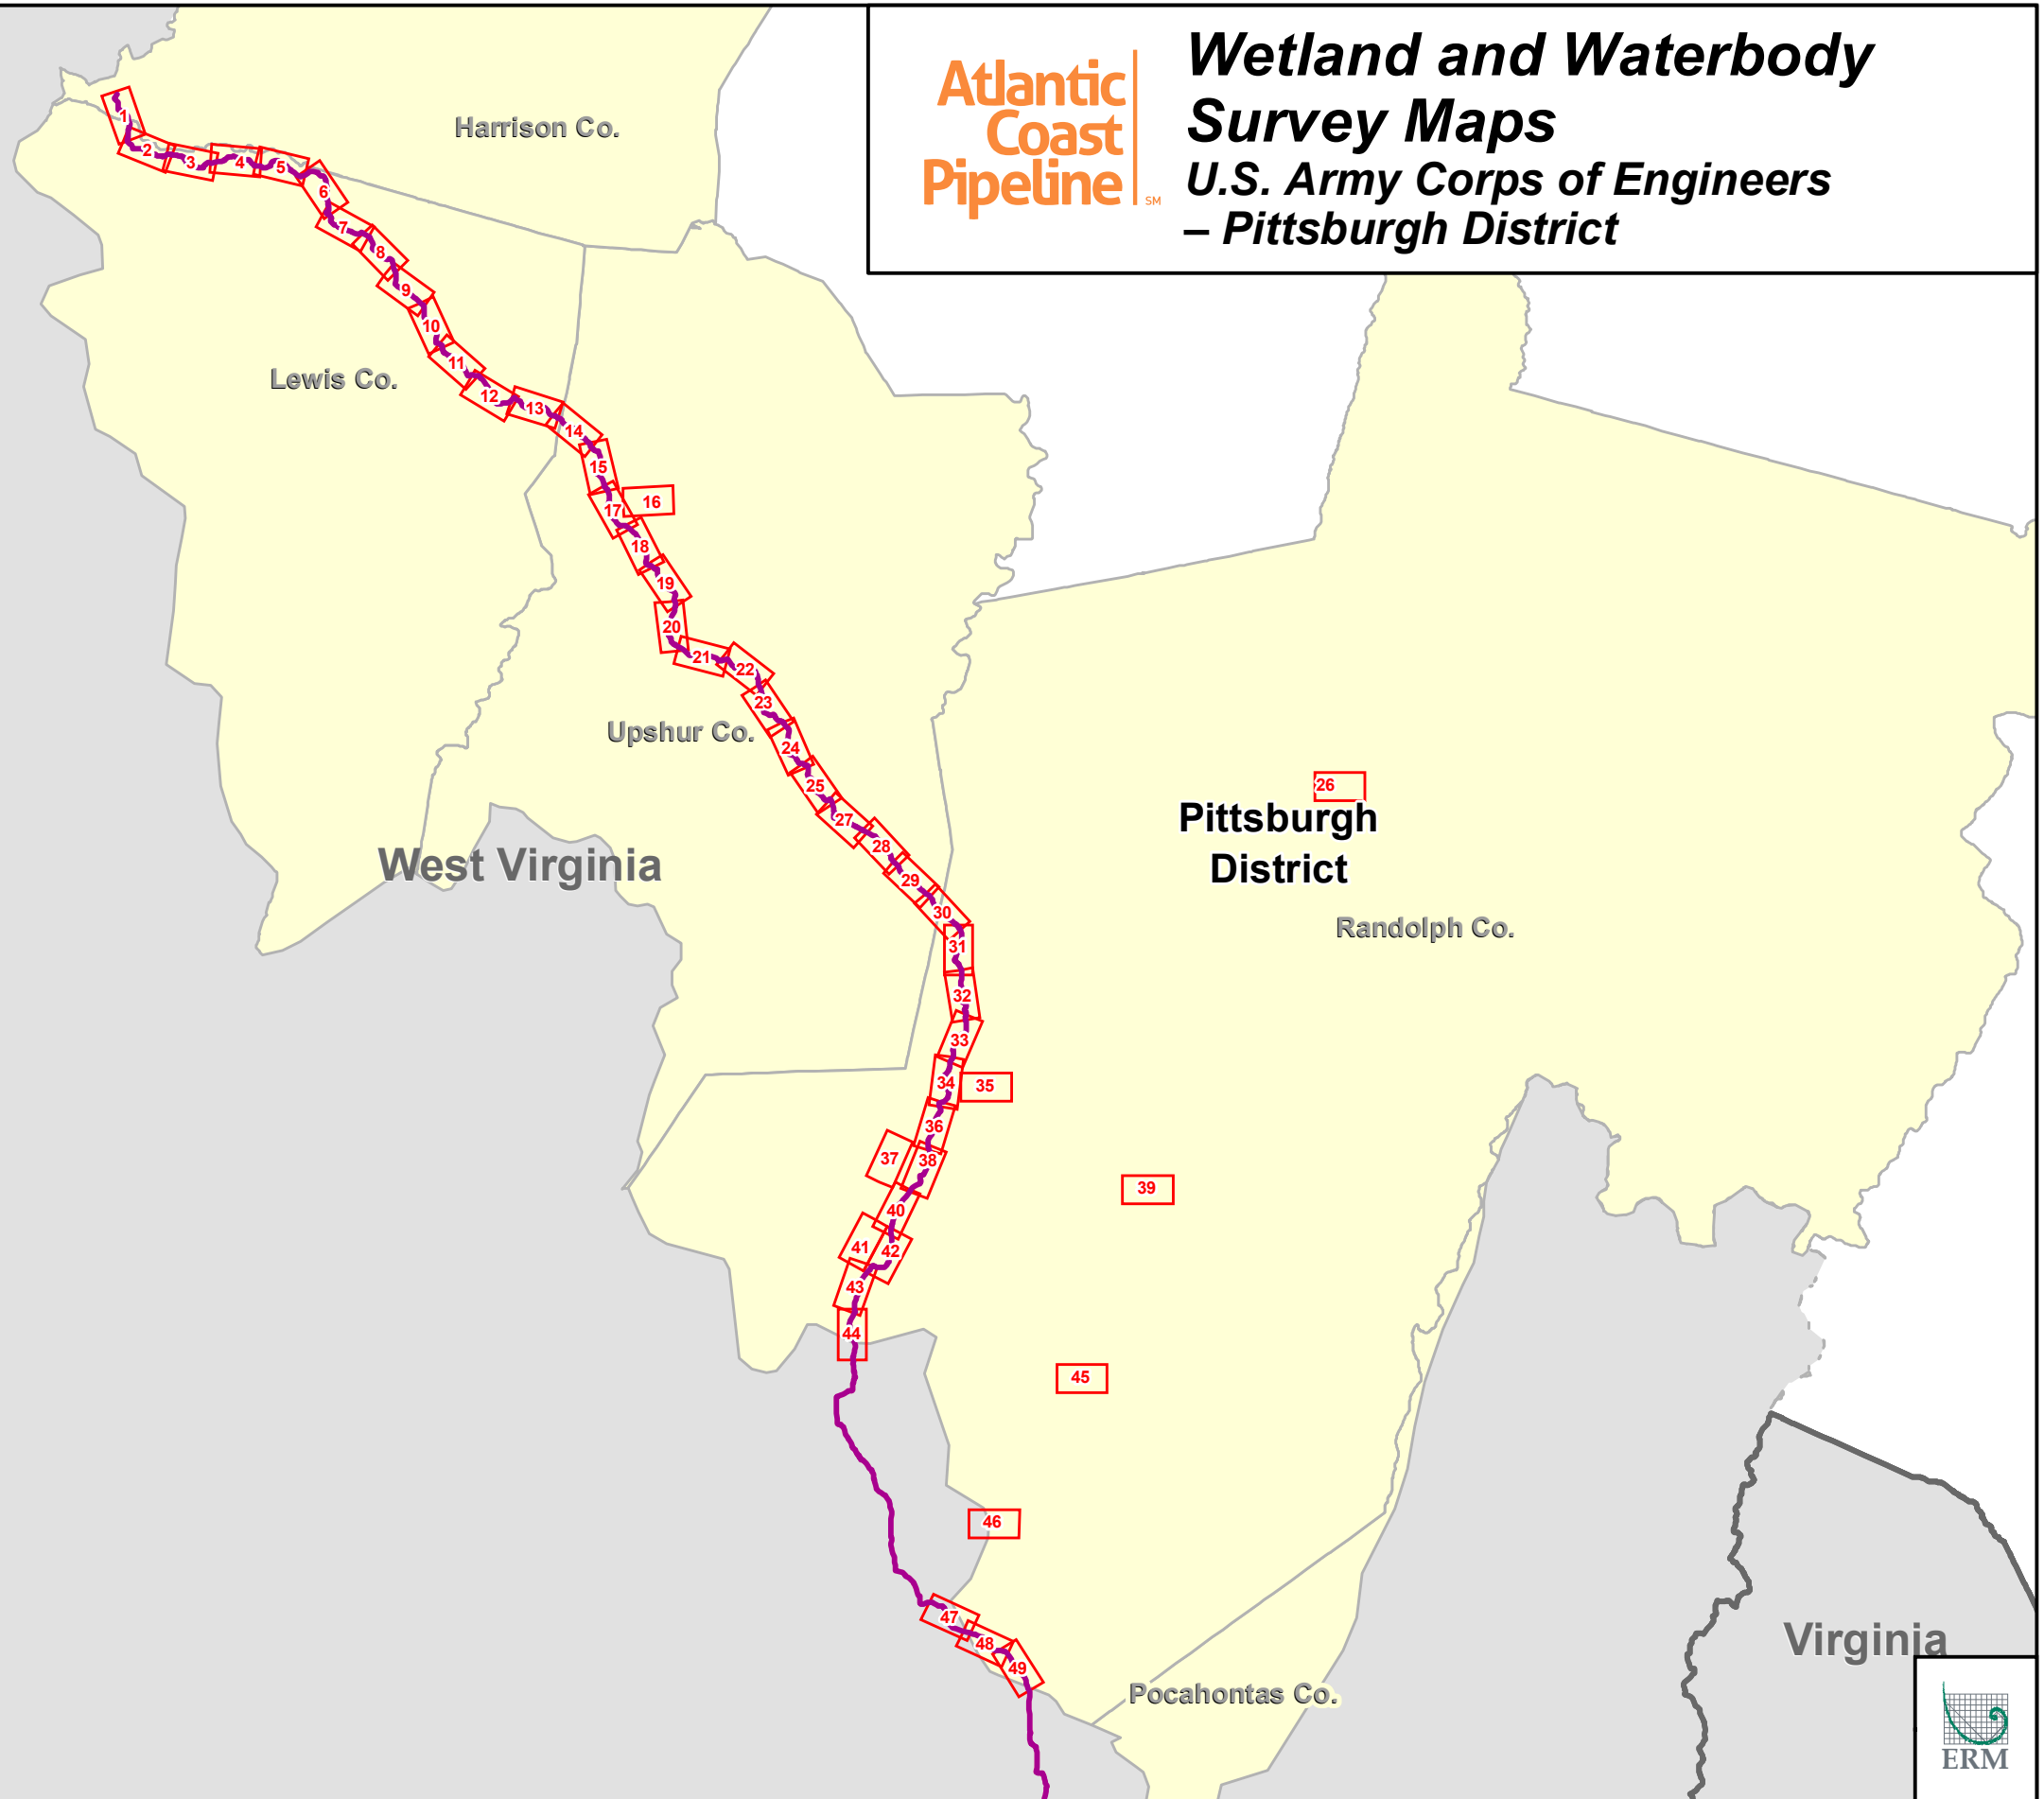 Atlantic
Coast
Pipeline
SM
Wetland and Waterbody
Survey Maps
U.S. Army Corps of Engineers
– Pittsburgh District
Harrison Co.
1
2
3
4
5
6
7
8
9
10
Lewis Co.
11
12
13
14
15
16
17
18
19
20
21
22
23
Upshur Co.
24
25
26
27
Pittsburgh
District
28
West Virginia
29
30
Randolph Co.
31
32
33
34
35
36
37
38
39
40
41
42
43
44
45
46
47
48
49
Virginia
Pocahontas Co.
ERM